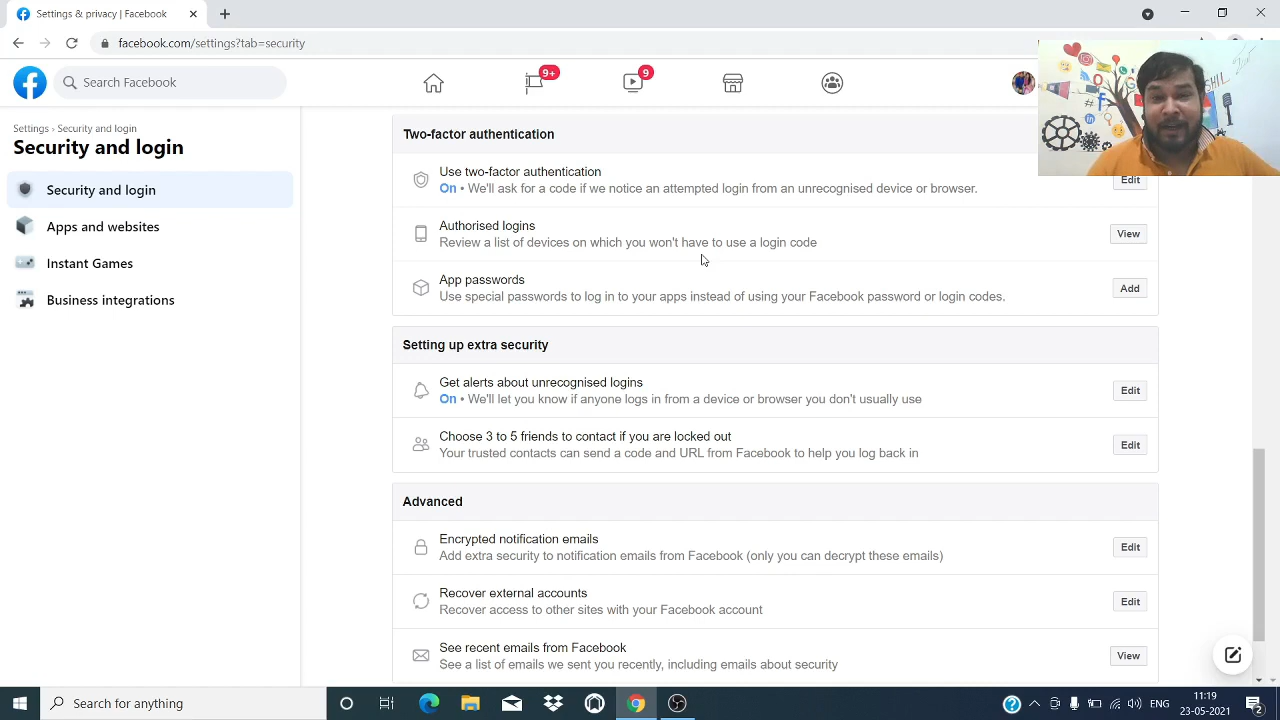 Settings & privacy | Facebook
facebook.com/settings?tab=security
Search Facebook
9+
9
Settings › Security and login
Security and login
Security and login
Apps and websites
Instant Games
Business integrations
Two-factor authentication
Use two-factor authentication
On • We'll ask for a code if we notice an attempted login from an unrecognised device or browser.
Edit
Authorised logins
Review a list of devices on which you won't have to use a login code
View
App passwords
Use special passwords to log in to your apps instead of using your Facebook password or login codes.
Add
Setting up extra security
Get alerts about unrecognised logins
On • We'll let you know if anyone logs in from a device or browser you don't usually use
Edit
Choose 3 to 5 friends to contact if you are locked out
Your trusted contacts can send a code and URL from Facebook to help you log back in
Edit
Advanced
Encrypted notification emails
Add extra security to notification emails from Facebook (only you can decrypt these emails)
Edit
Recover external accounts
Recover access to other sites with your Facebook account
Edit
See recent emails from Facebook
See a list of emails we sent you recently, including emails about security
View
Search for anything
ENG
11:19
23-05-2021
2